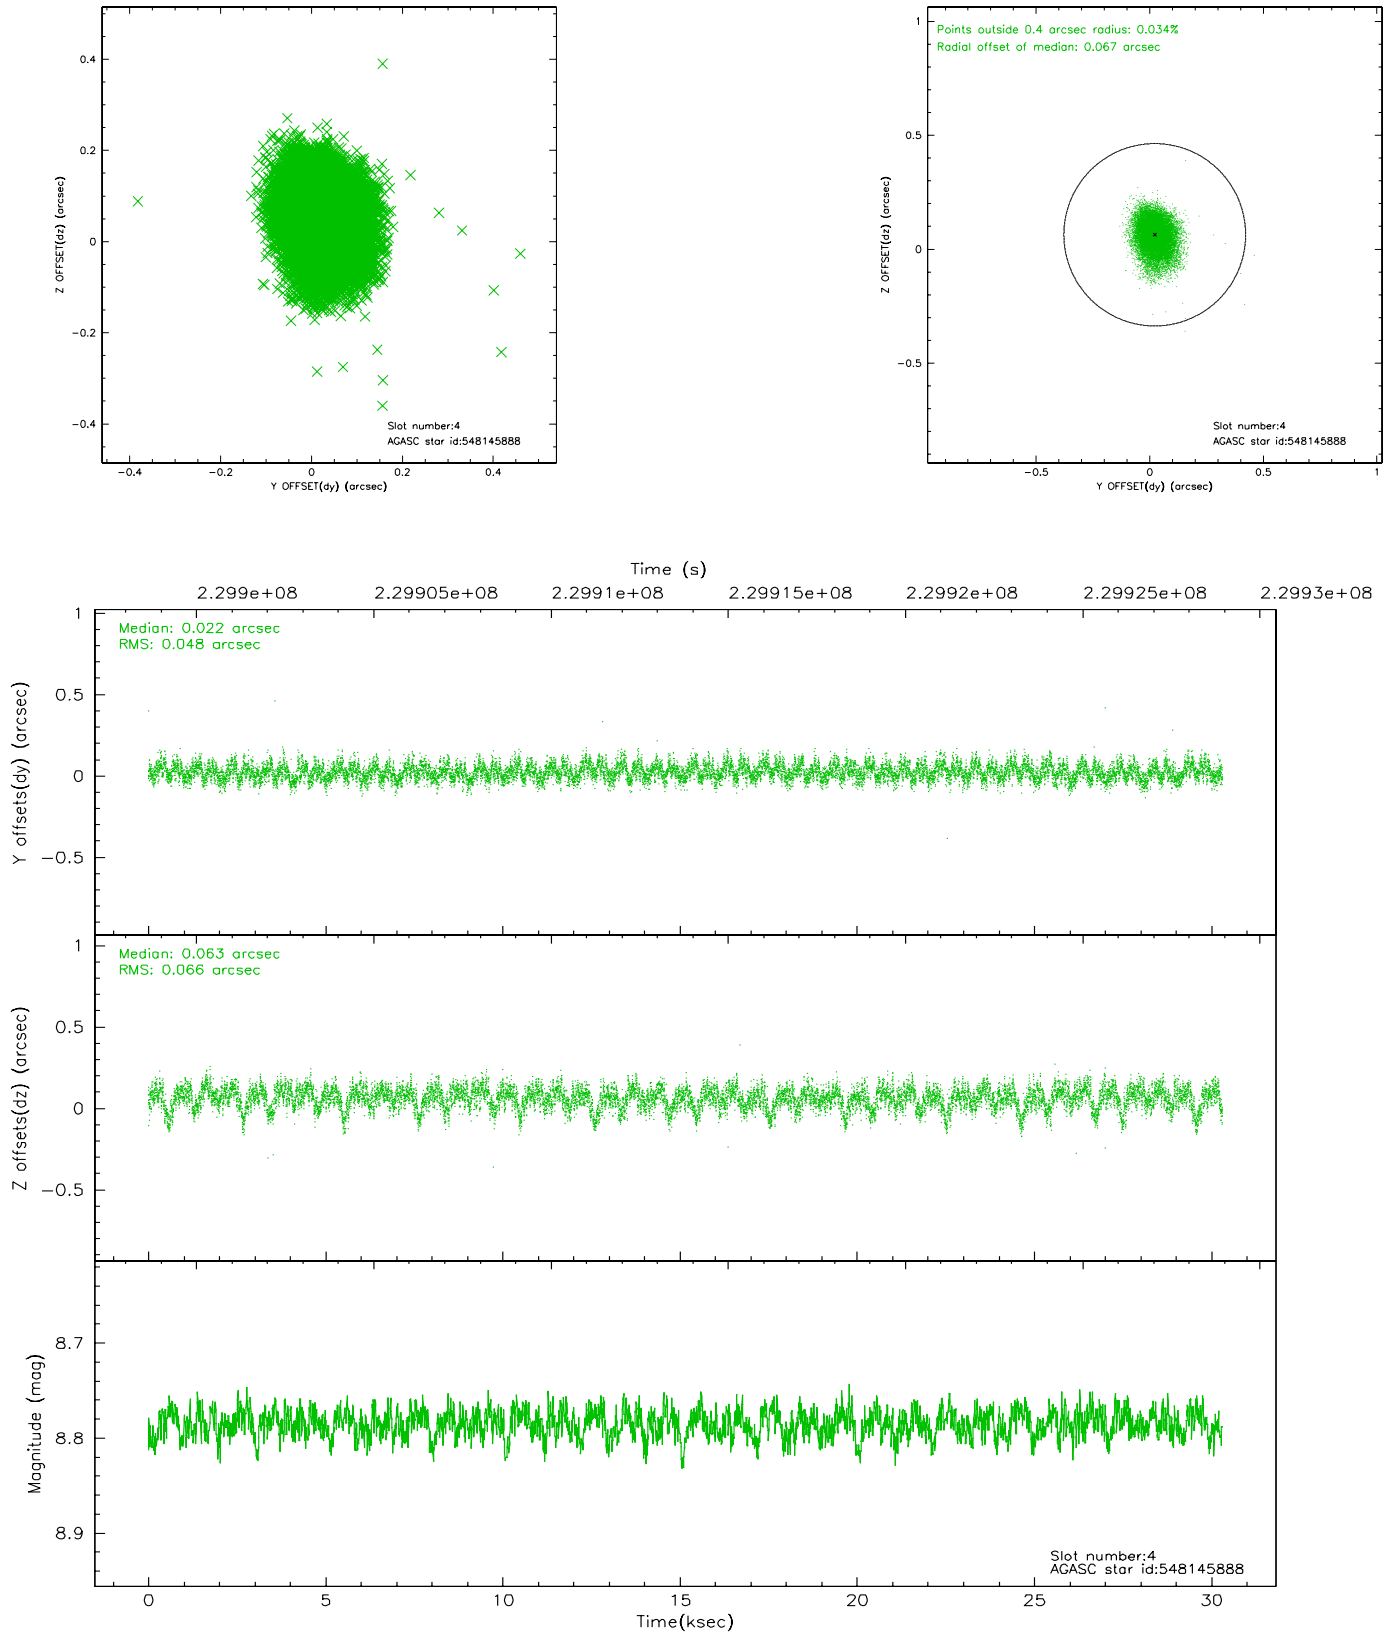 0.4
0.2
0
−0.2
−0.4
Z OFFSET(dz) (arcsec)
−0.4 −0.2 0 0.2 0.4
Y OFFSET(dy) (arcsec)
Slot number:4
AGASC star id:548145888
Points outside 0.4 arcsec radius: 0.034%
Radial offset of median: 0.067 arcsec
1
0.5
0
−0.5
Z OFFSET(dz) (arcsec)
−0.5 0 0.5 1
Y OFFSET(dy) (arcsec)
Slot number:4
AGASC star id:548145888
Time (s)
2.299e+08 2.29905e+08 2.2991e+08 2.29915e+08 2.2992e+08 2.29925e+08 2.2993e+08
Median: 0.022 arcsec
RMS: 0.048 arcsec
1
0.5
0
−0.5
Y offsets(dy) (arcsec)
Median: 0.063 arcsec
RMS: 0.066 arcsec
1
0.5
0
−0.5
Z offsets(dz) (arcsec)
8.7
8.8
8.9
Magnitude (mag)
Slot number:4
AGASC star id:548145888
0 5 10 15 20 25 30
Time(ksec)